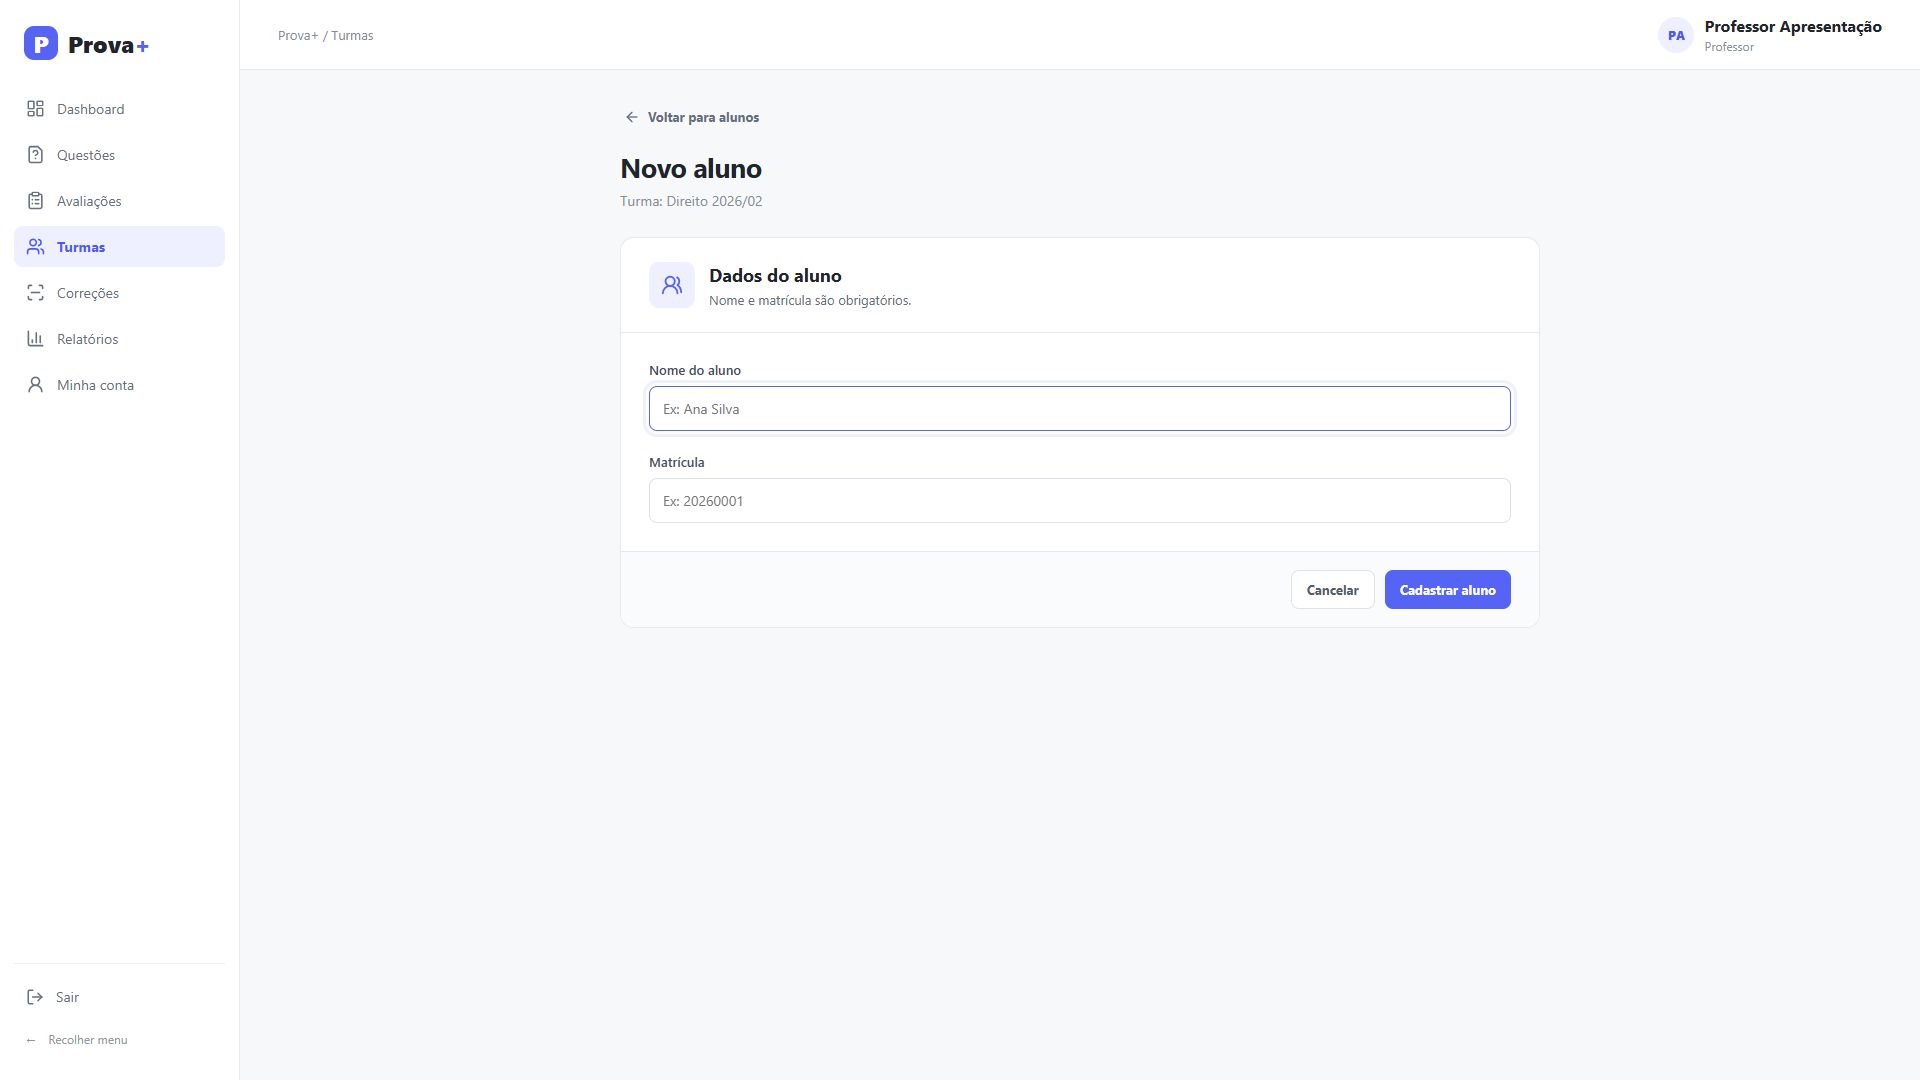 P Prova+
Dashboard
Questões
Avaliações
Turmas
Correções
Relatórios
Minha conta
Sair
← Recolher menu
Prova+ / Turmas
PA
Professor Apresentação
Professor
← Voltar para alunos
Novo aluno
Turma: Direito 2026/02
Dados do aluno
Nome e matrícula são obrigatórios.
Nome do aluno
Ex: Ana Silva
Matrícula
Ex: 20260001
Cancelar
Cadastrar aluno